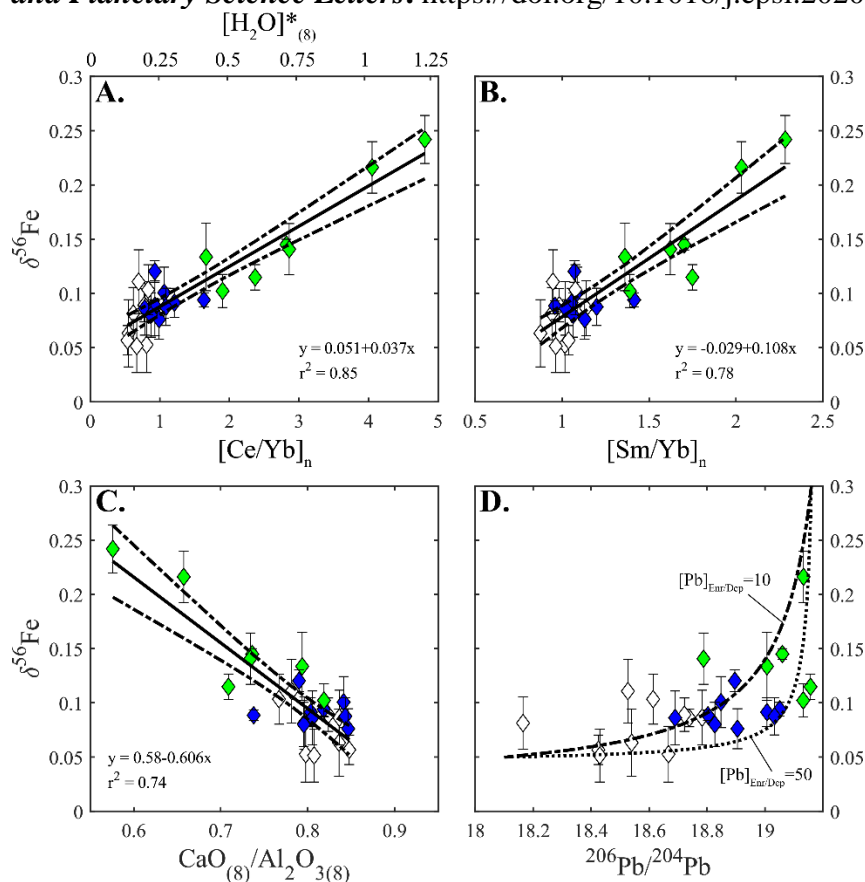 and Planetary Science Letters. https://doi.org/10.1016/j.epsl.2020
[H₂O]*₍₈₎
0 0.25 0.5 0.75 1 1.25
A.
0.3
0.25
0.2
0.15
0.1
0.05
0
δ⁵⁶Fe
y = 0.051+0.037x
r² = 0.85
0 1 2 3 4 5
[Ce/Yb]ₙ
B.
0.3
0.25
0.2
0.15
0.1
0.05
0
y = -0.029+0.108x
r² = 0.78
0.5 1 1.5 2 2.5
[Sm/Yb]ₙ
C.
0.3
0.25
0.2
0.15
0.1
0.05
0
δ⁵⁶Fe
y = 0.58-0.606x
r² = 0.74
0.6 0.7 0.8 0.9
CaO₍₈₎/Al₂O₃₍₈₎
D.
0.3
0.25
0.2
0.15
0.1
0.05
0
[Pb]Enr/Dep=10
[Pb]Enr/Dep=50
18 18.2 18.4 18.6 18.8 19
²⁰⁶Pb/²⁰⁴Pb